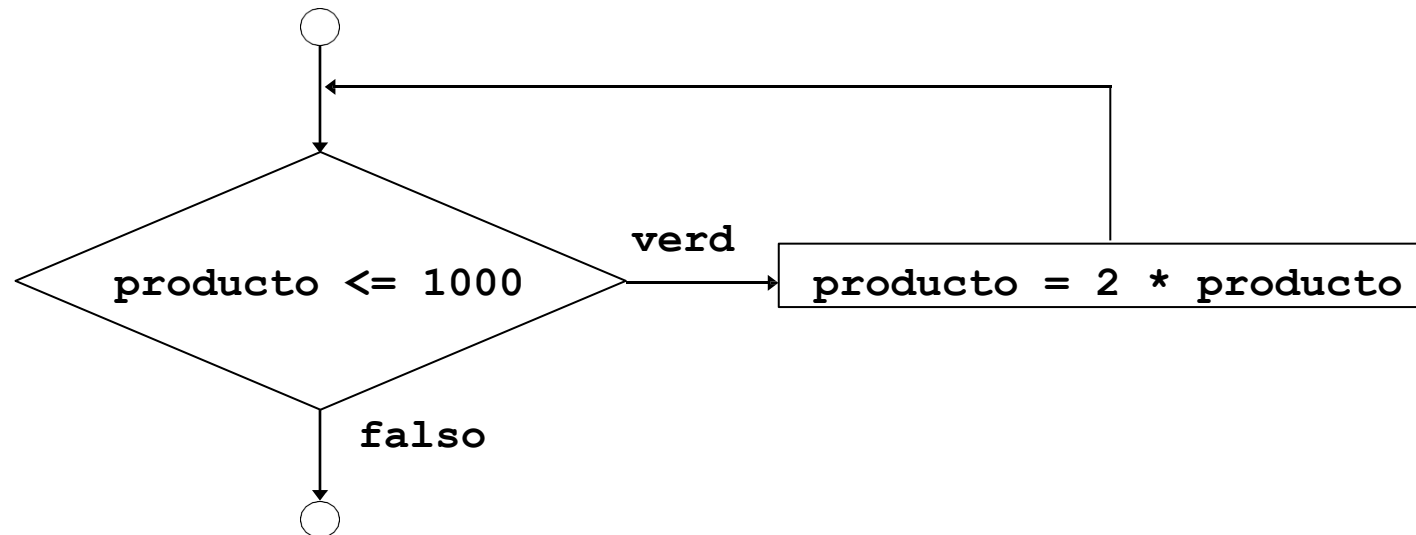 verd
producto <= 1000
producto = 2 * producto
falso